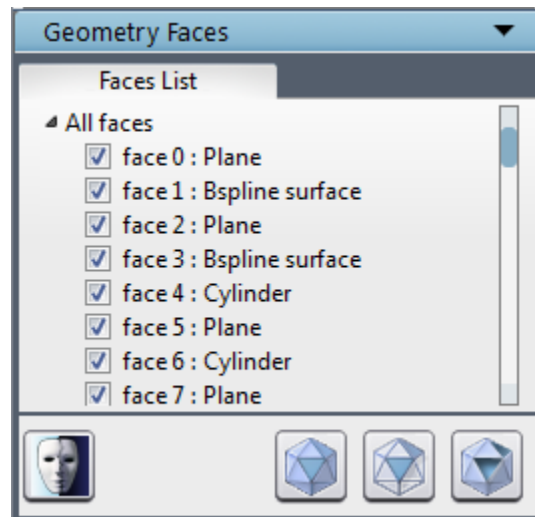 Geometry Faces
Faces List
All faces
face 0 : Plane
face 1 : Bspline surface
face 2 : Plane
face 3 : Bspline surface
face 4 : Cylinder
face 5 : Plane
face 6 : Cylinder
face 7 : Plane